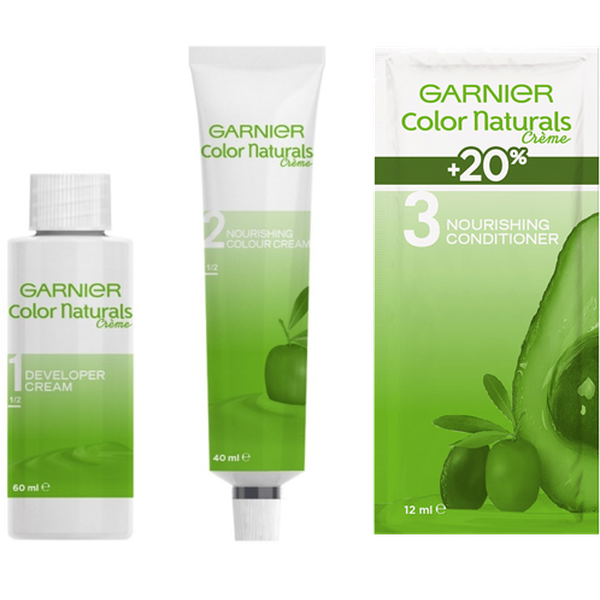 GARNIER
Color Naturals
Crème
1
DEVELOPER
CREAM
1/2
60 ml ℮
GARNIER
Color Naturals
Crème
2
NOURISHING
COLOUR CREAM
1/2
40 ml ℮
GARNIER
Color Naturals
Crème
+20%
3
NOURISHING
CONDITIONER
12 ml ℮